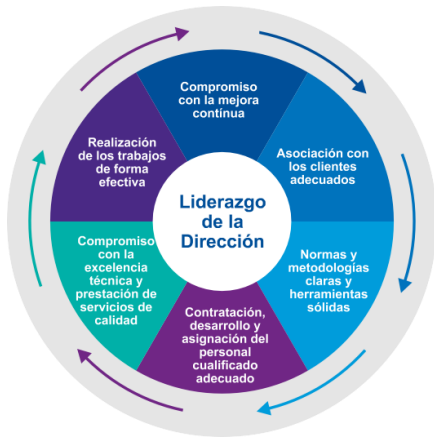 Compromiso
con la mejora
contínua
Asociación con
los clientes
adecuados
Normas y
metodologías
claras y
herramientas
sólidas
Contratación,
desarrollo y
asignación del
personal
cualificado
adecuado
Compromiso
con la
excelencia
técnica y
prestación de
servicios de
calidad
Realización
de los trabajos
de forma
efectiva
Liderazgo
de la
Dirección